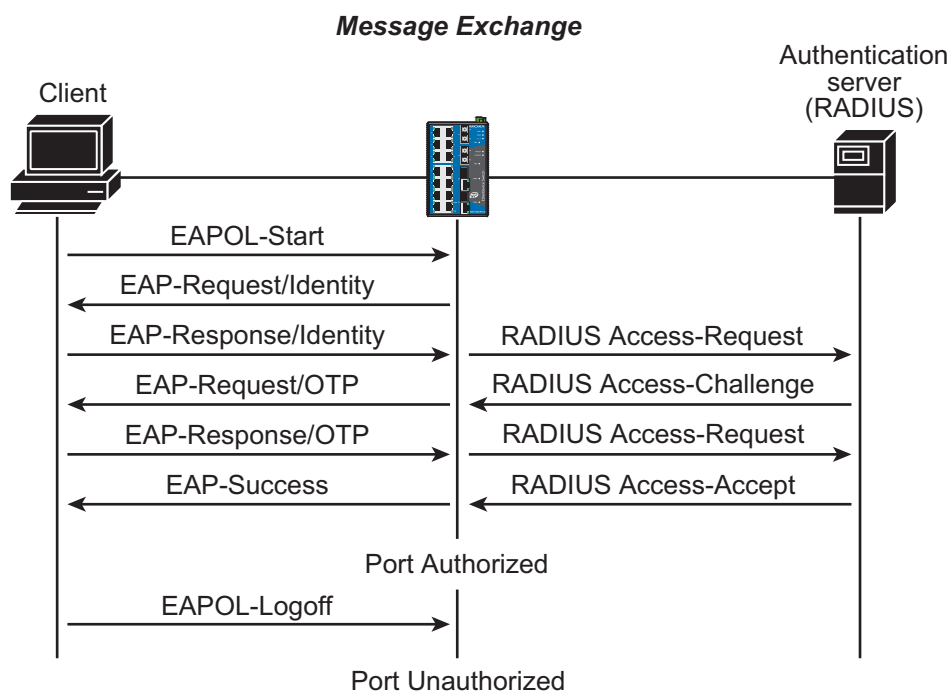 Message Exchange
Authentication
server
(RADIUS)
Client
EAPOL-Start
EAP-Request/Identity
EAP-Response/Identity
RADIUS Access-Request
EAP-Request/OTP
RADIUS Access-Challenge
EAP-Response/OTP
RADIUS Access-Request
EAP-Success
RADIUS Access-Accept
Port Authorized
EAPOL-Logoff
Port Unauthorized